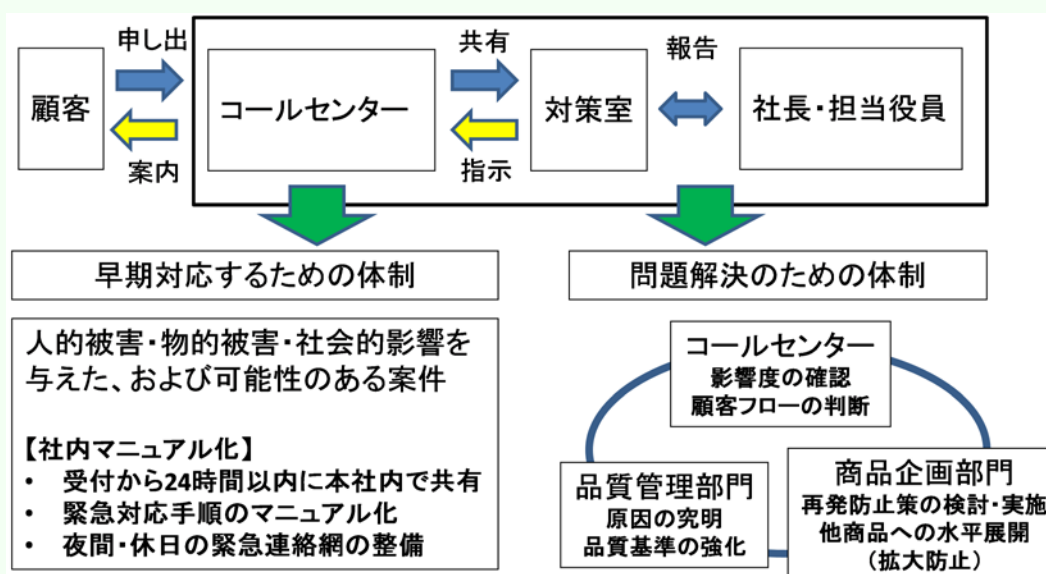 申し出
共有
報告
顧客
コールセンター
対策室
社長・担当役員
案内
指示
早期対応するための体制
問題解決のための体制
人的被害・物的被害・社会的影響を
与えた、および可能性のある案件
【社内マニュアル化】
• 受付から24時間以内に本社内で共有
• 緊急対応手順のマニュアル化
• 夜間・休日の緊急連絡網の整備
コールセンター
影響度の確認
顧客フローの判断
品質管理部門
原因の究明
品質基準の強化
商品企画部門
再発防止策の検討・実施
他商品への水平展開
(拡大防止)